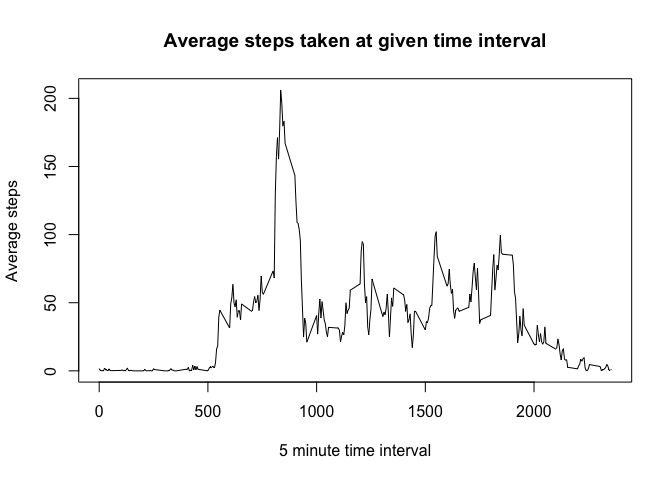 Average steps taken at given time interval
Average steps
200
150
100
50
0
0 500 1000 1500 2000
5 minute time interval